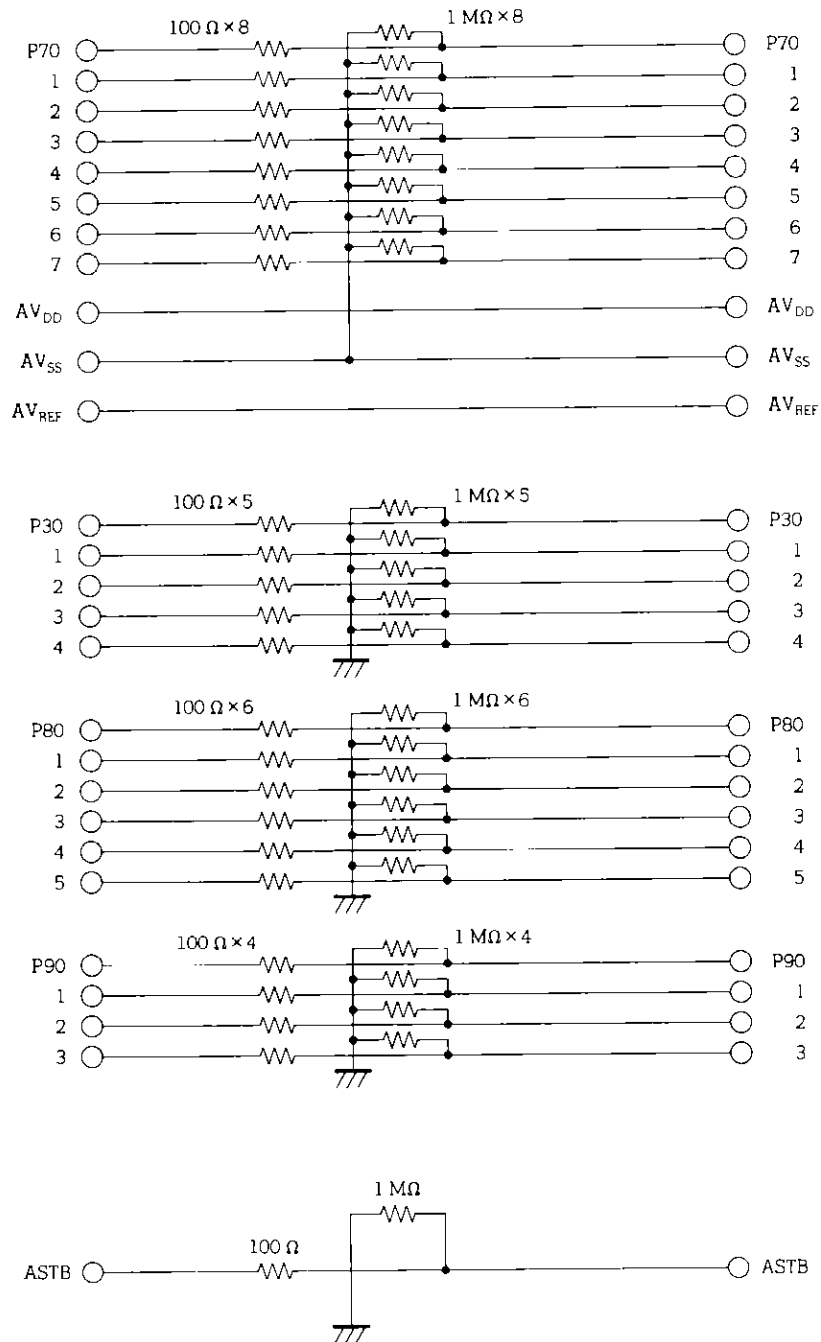 100 Ω×8 1 MΩ×8
P70 P70
1 1
2 2
3 3
4 4
5 5
6 6
7 7
AV_DD AV_DD
AV_SS AV_SS
AV_REF AV_REF
100 Ω×5 1 MΩ×5
P30 P30
1 1
2 2
3 3
4 4
100 Ω×6 1 MΩ×6
P80 P80
1 1
2 2
3 3
4 4
5 5
100 Ω×4 1 MΩ×4
P90 P90
1 1
2 2
3 3
1 MΩ
100 Ω
ASTB ASTB